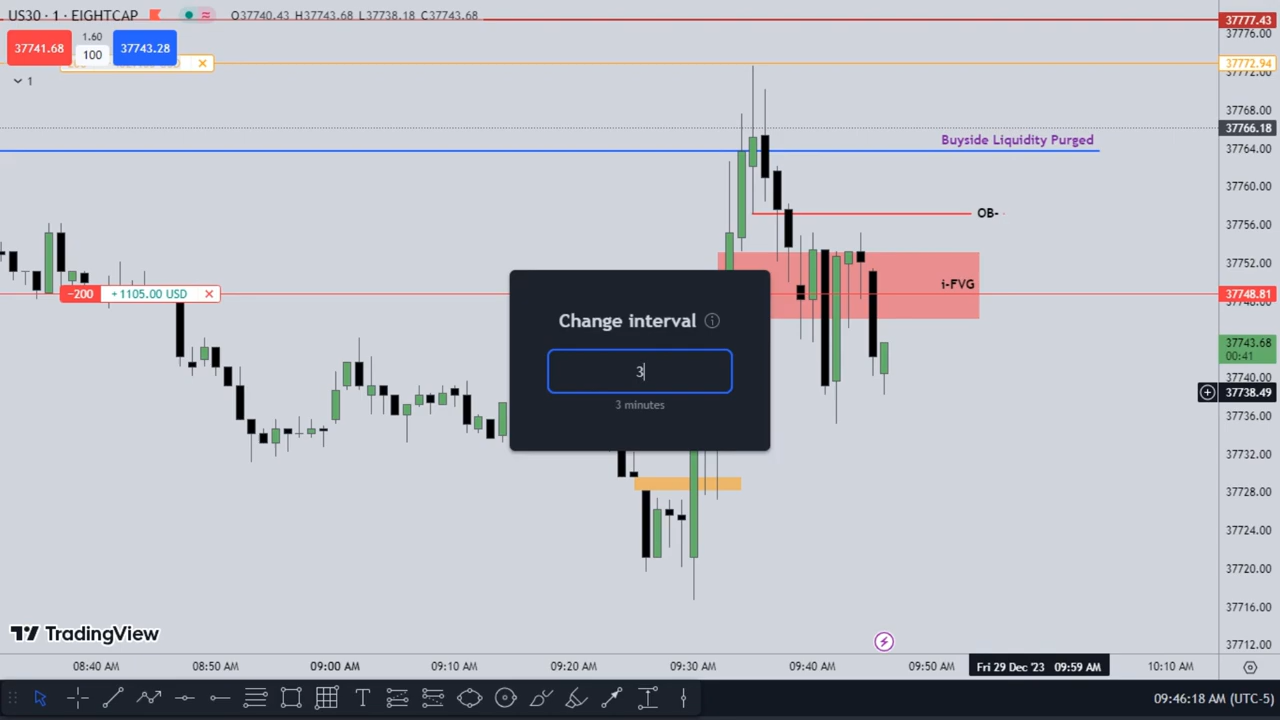 US30 · 1 · EIGHTCAP
O37740.43 H37743.68 L37738.18 C37743.68
37741.68
1.60
100
37743.28
1
37777.43
37776.00
37772.94
37772.00
37768.00
37766.18
37764.00
37760.00
37756.00
37752.00
37748.81
37743.68
00:41
37740.00
37738.49
37736.00
37732.00
37728.00
37724.00
37720.00
37716.00
37712.00
Buyside Liquidity Purged
OB-
i-FVG
−200
+1105.00 USD
Change interval
3
3 minutes
TradingView
08:40 AM
08:50 AM
09:00 AM
09:10 AM
09:20 AM
09:30 AM
09:40 AM
09:50 AM
Fri 29 Dec '23 09:59 AM
10:10 AM
09:46:18 AM (UTC-5)